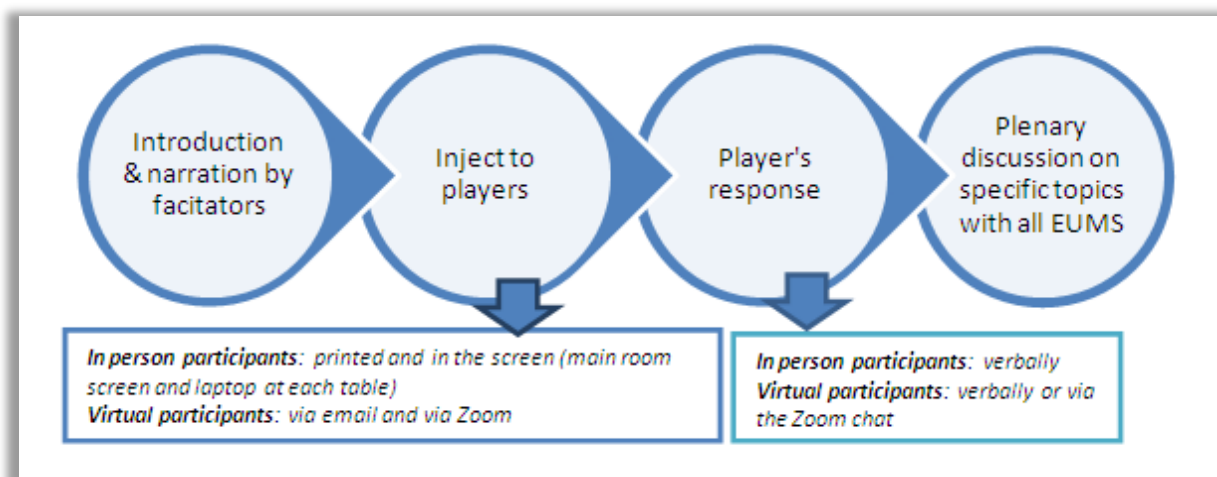 Introduction
& narration by
facitators
Inject to
players
Player's
response
Plenary
discussion on
specific topics
with all EUMS
In person participants: printed and in the screen (main room
screen and laptop at each table)
Virtual participants: via email and via Zoom
In person participants: verbally
Virtual participants: verbally or via
the Zoom chat